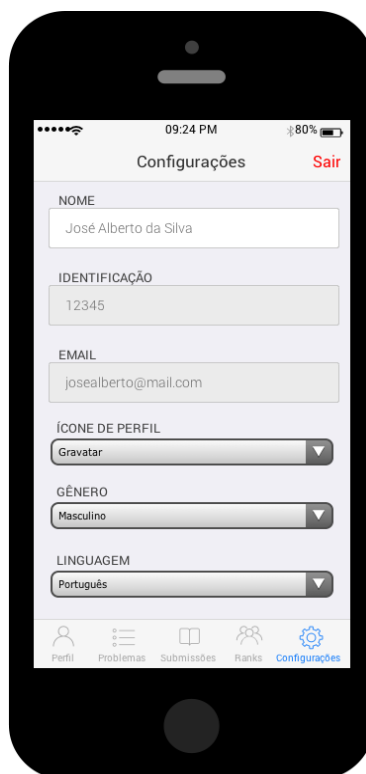 09:24 PM 80%
Configurações Sair
NOME
José Alberto da Silva
IDENTIFICAÇÃO
12345
EMAIL
josealberto@mail.com
ÍCONE DE PERFIL
Gravatar
GÊNERO
Masculino
LINGUAGEM
Português
Perfil Problemas Submissões Ranks Configurações